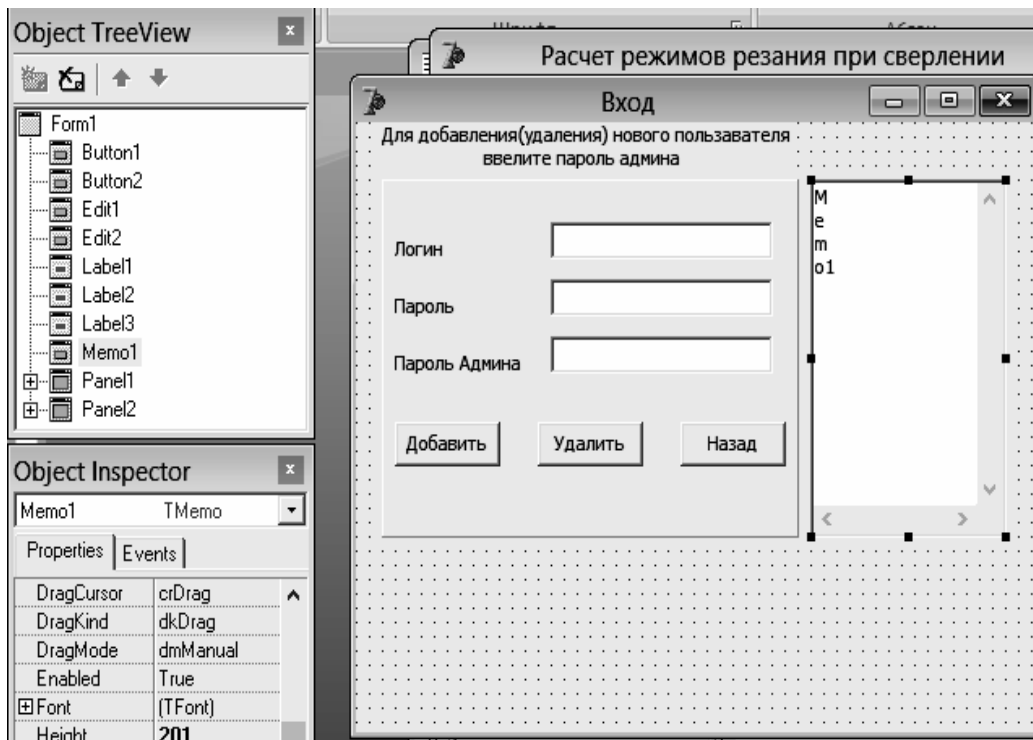 Object TreeView
Form1
Button1
Button2
Edit1
Edit2
Label1
Label2
Label3
Memo1
Panel1
Panel2
Object Inspector
Memo1 TMemo
Properties Events
DragCursor crDrag
DragKind dkDrag
DragMode dmManual
Enabled True
Font (TFont)
Height 201
Расчет режимов резания при сверлении
Вход
Для добавления(удаления) нового пользавателя
ввелите пароль админа
Логин
Пароль
Пароль Админа
Добавить Удалить Назад
M
e
m
o1